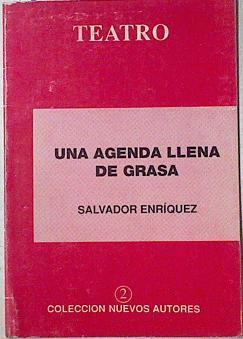 TEATRO
UNA AGENDA LLENA
DE GRASA
SALVADOR ENRÍQUEZ
2
COLECCION NUEVOS AUTORES